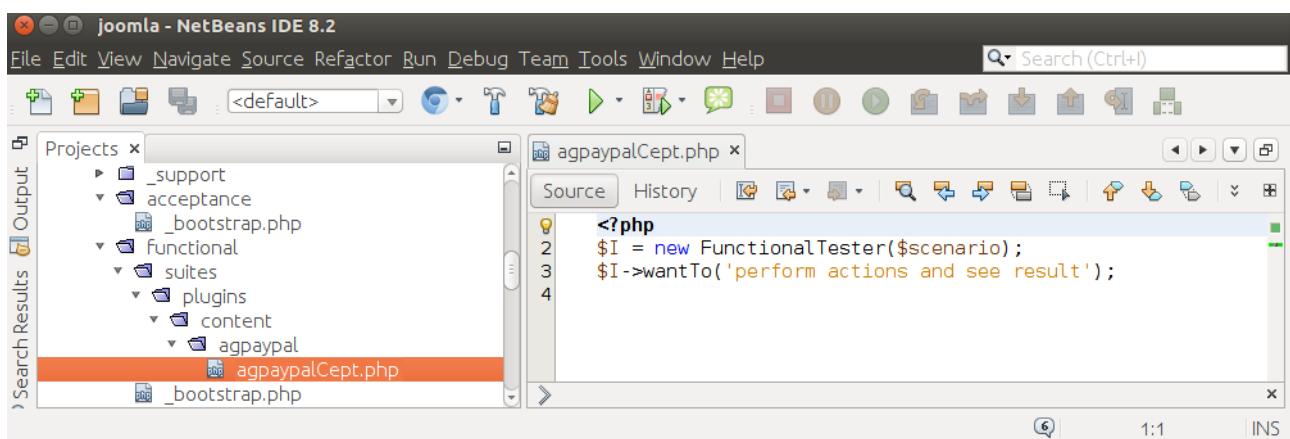 joomla - NetBeans IDE 8.2
File Edit View Navigate Source Refactor Run Debug Team Tools Window Help
Search (Ctrl+I)
<default>
Projects
agpaypalCept.php
Output
Search Results
_support
acceptance
_bootstrap.php
functional
suites
plugins
content
agpaypal
agpaypalCept.php
_bootstrap.php
Source History
<?php
2 $I = new FunctionalTester($scenario);
3 $I->wantTo('perform actions and see result');
4
6 1:1 INS